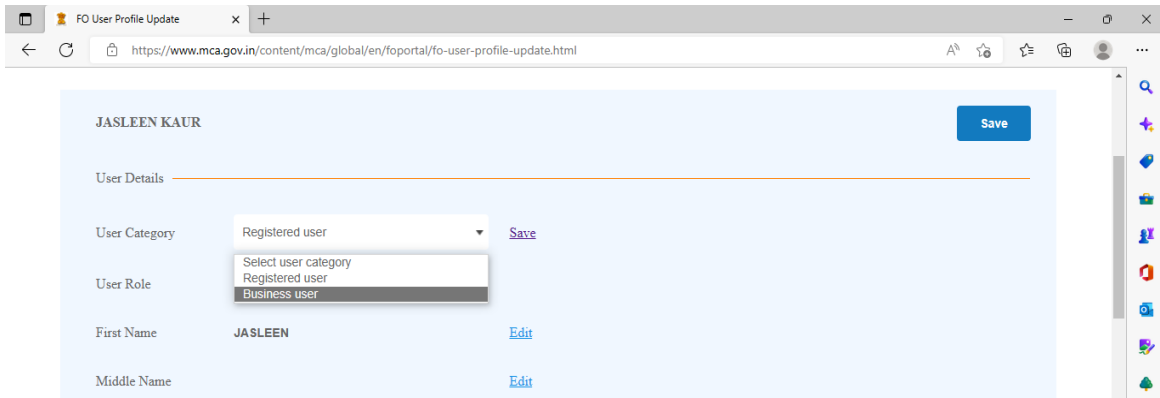 FO User Profile Update
https://www.mca.gov.in/content/mca/global/en/foportal/fo-user-profile-update.html
JASLEEN KAUR
Save
User Details
User Category
Registered user
Save
Select user category
Registered user
Business user
User Role
First Name
JASLEEN
Edit
Middle Name
Edit